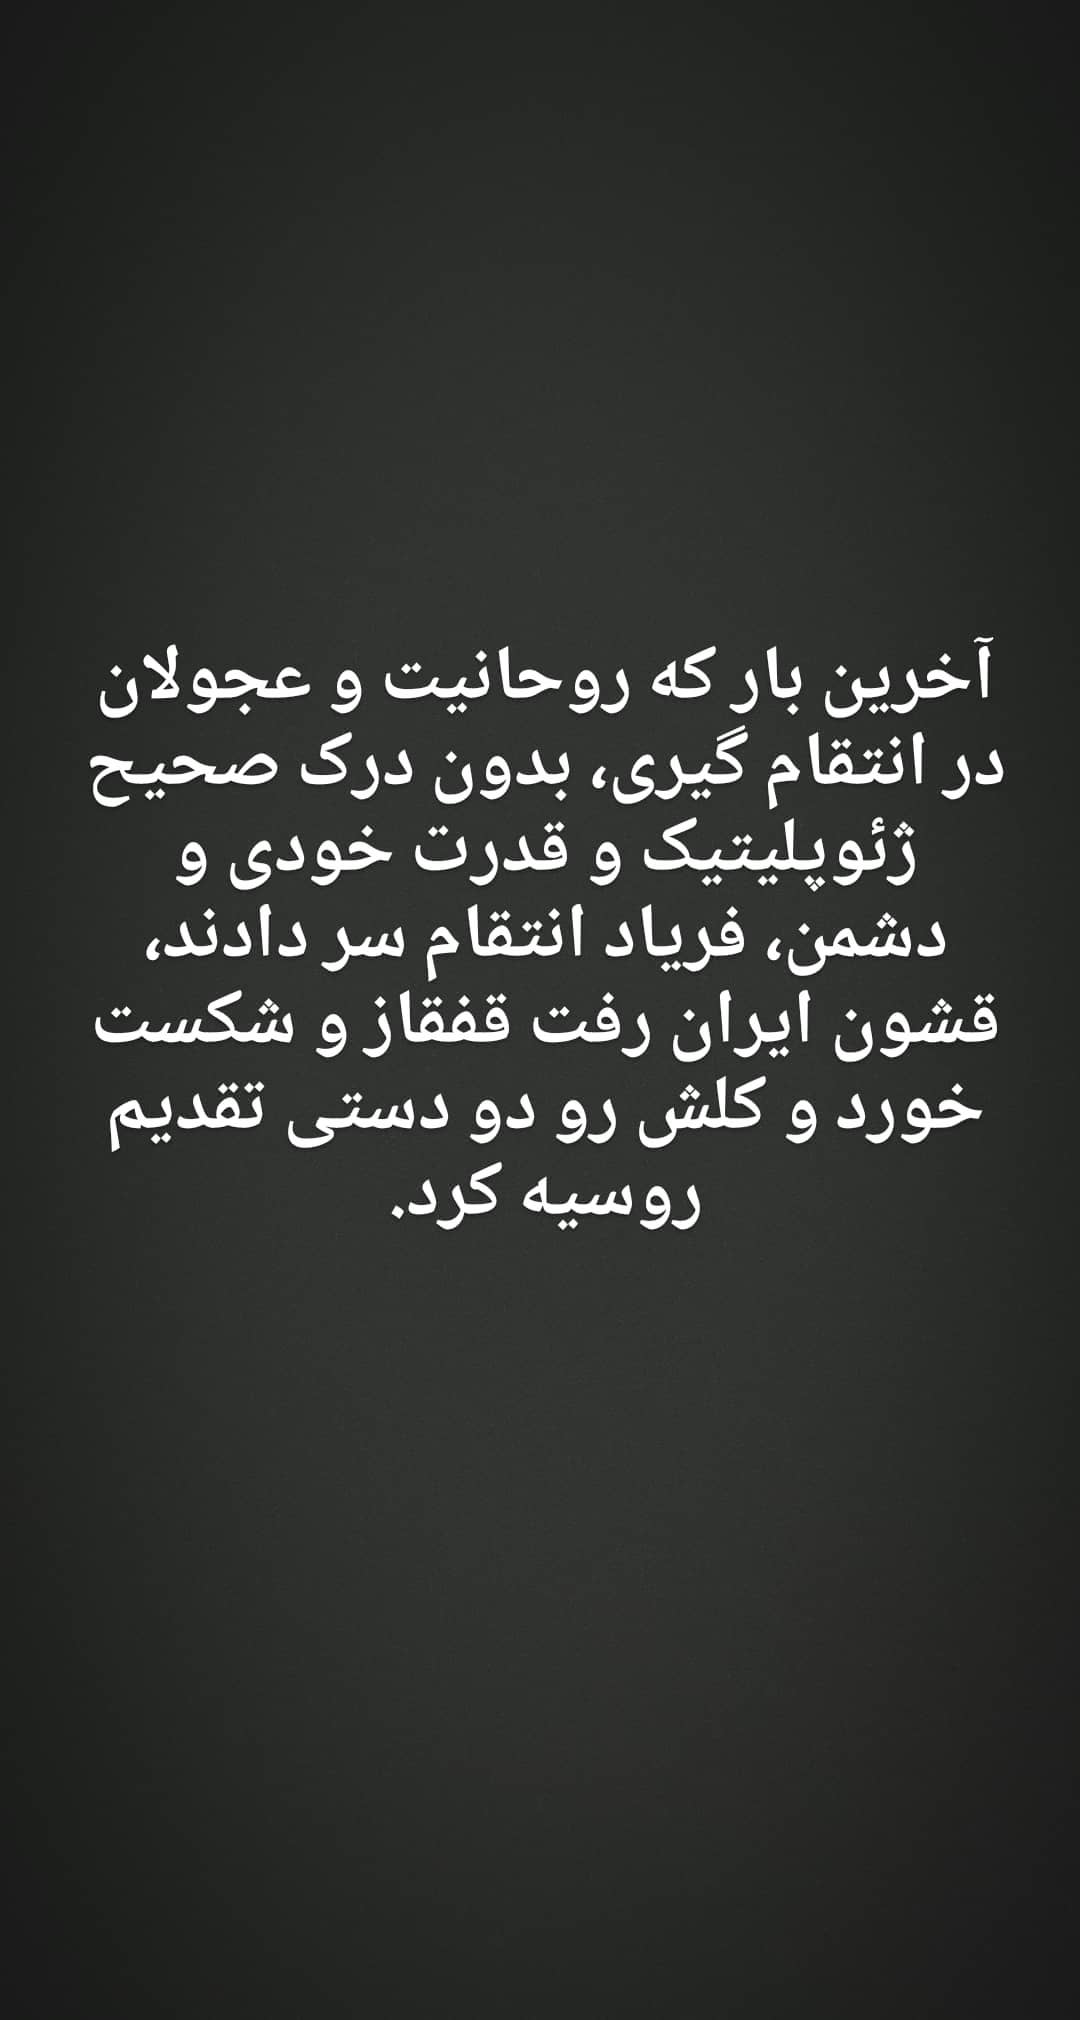 آخرین بار که روحانیت و عجولان
در انتقام گیری، بدون درک صحیح
ژئوپلیتیک و قدرت خودی و
دشمن، فریاد انتقام سر دادند،
قشون ایران رفت قفقاز و شکست
خورد و کلش رو دو دستی تقدیم
روسیه کرد.